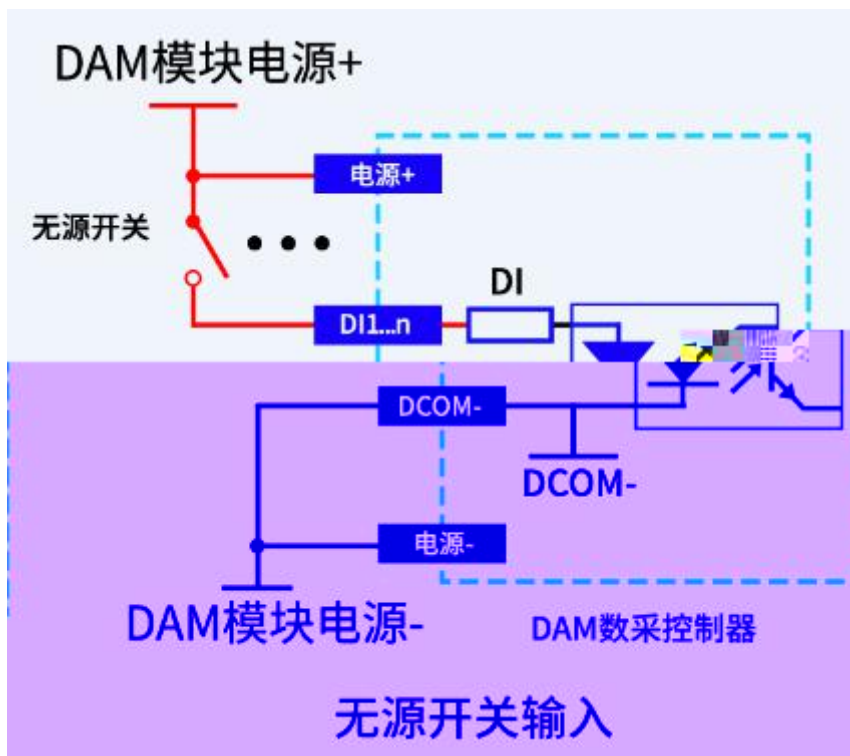 DAM模块电源+
电源+
无源开关
DI
DI1...n
DCOM-
DCOM-
电源-
DAM模块电源-
DAM数采控制器
无源开关输入